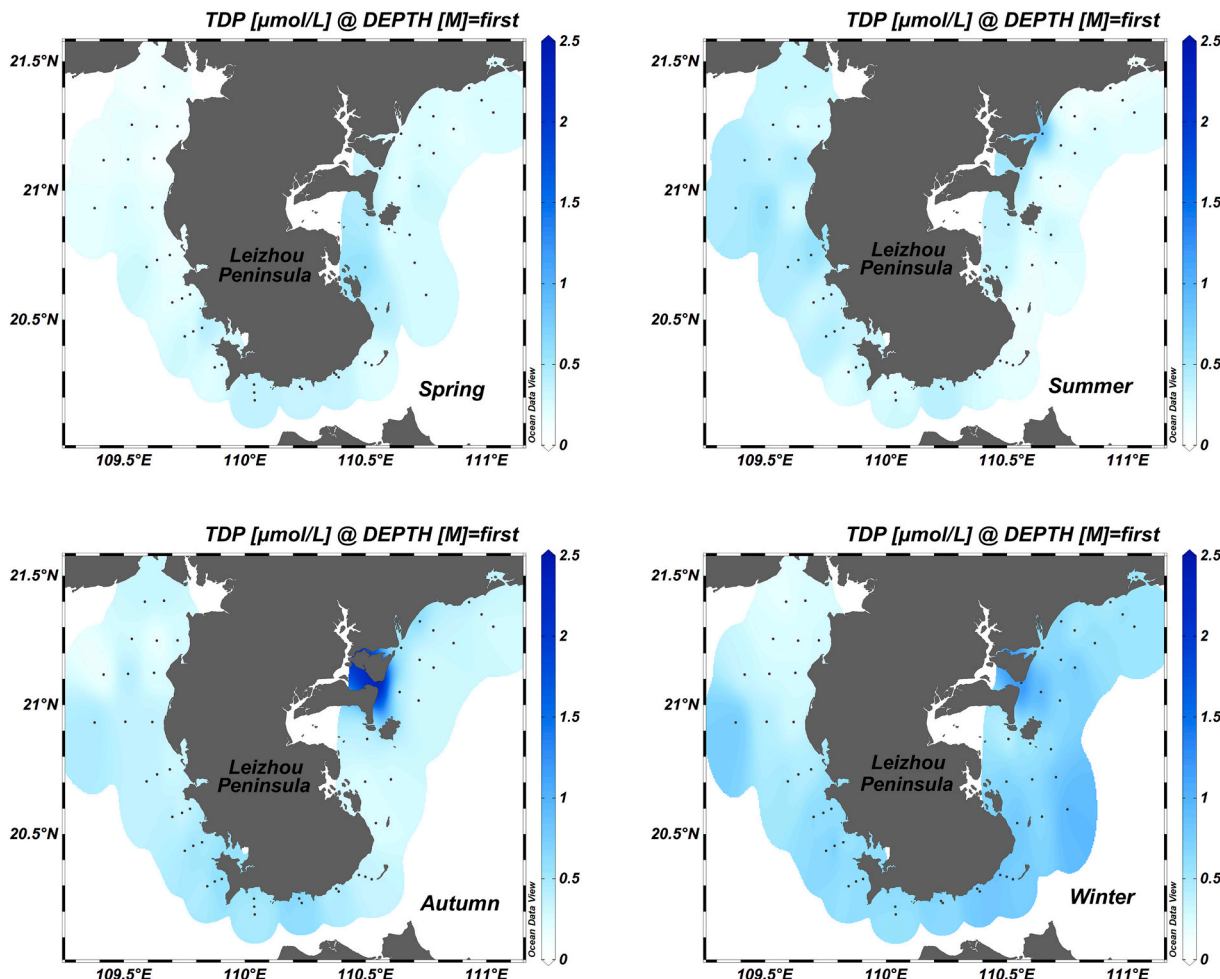 TDP [µmol/L] @ DEPTH [M]=first
TDP [µmol/L] @ DEPTH [M]=first
21.5°N
21°N
20.5°N
Leizhou
Peninsula
Spring
Ocean Data View
109.5°E
110°E
110.5°E
111°E
2.5
2
1.5
1
0.5
0
21.5°N
21°N
20.5°N
Leizhou
Peninsula
Summer
Ocean Data View
109.5°E
110°E
110.5°E
111°E
2.5
2
1.5
1
0.5
0
TDP [µmol/L] @ DEPTH [M]=first
TDP [µmol/L] @ DEPTH [M]=first
21.5°N
21°N
20.5°N
Leizhou
Peninsula
Autumn
Ocean Data View
109.5°E
110°E
110.5°E
111°E
2.5
2
1.5
1
0.5
0
21.5°N
21°N
20.5°N
Leizhou
Peninsula
Winter
Ocean Data View
109.5°E
110°E
110.5°E
111°E
2.5
2
1.5
1
0.5
0